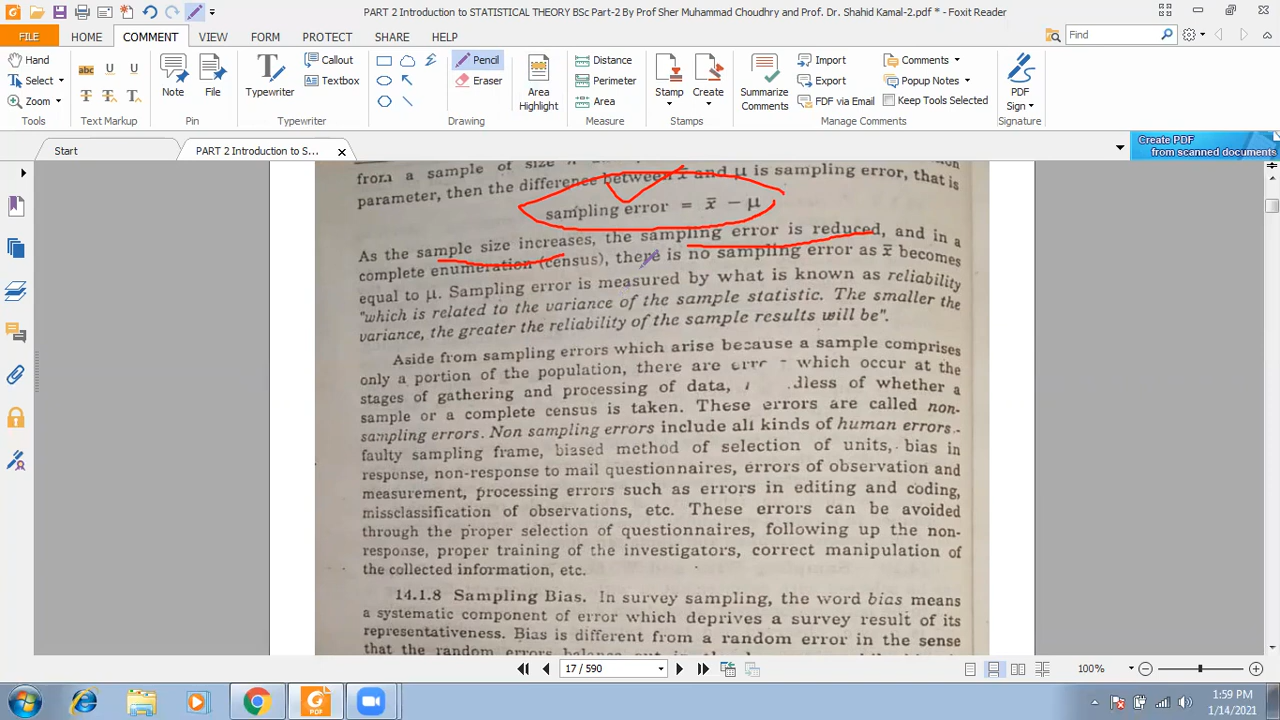 PART 2 Introduction to STATISTICAL THEORY BSc Part-2 By Prof Sher Muhammad Choudhry and Prof. Dr. Shahid Kamal-2.pdf * - Foxit Reader
FILE HOME COMMENT VIEW FORM PROTECT SHARE HELP Find
Hand Select Zoom Tools
abc U U T T T Text Markup
Note File Pin
Typewriter Callout Textbox Typewriter
Pencil Eraser Drawing
Area Highlight Distance Perimeter Area Measure
Stamp Create Stamps
Summarize Comments Import Export FDF via Email Comments Popup Notes Keep Tools Selected Manage Comments
PDF Sign Signature
Start PART 2 Introduction to S... Create PDF from scanned documents
from a sample of size
parameter, then the difference between x̄ and μ is sampling error, that is
sampling error = x̄ − μ
As the sample size increases, the sampling error is reduced, and in a
complete enumeration (census), there is no sampling error as x̄ becomes
equal to μ. Sampling error is measured by what is known as reliability
"which is related to the variance of the sample statistic. The smaller the
variance, the greater the reliability of the sample results will be".
Aside from sampling errors which arise because a sample comprises
only a portion of the population, there are which occur at the
stages of gathering and processing of data, of whether a
sample or a complete census is taken. These errors are called non-
sampling errors. Non sampling errors include all kinds of human errors.-
faulty sampling frame, biased method of selection of units, bias in
response, non-response to mail questionnaires, errors of observation and
measurement, processing errors such as errors in editing and coding,
missclassification of observations, etc. These errors can be avoided
through the proper selection of questionnaires, following up the non-
response, proper training of the investigators, correct manipulation of
the collected information, etc.
14.1.8 Sampling Bias. In survey sampling, the word bias means
a systematic component of error which deprives a survey result of its
representativeness. Bias is different from a random error in the sense
that the random errors balance out in the
17 / 590 100%
1:59 PM
1/14/2021